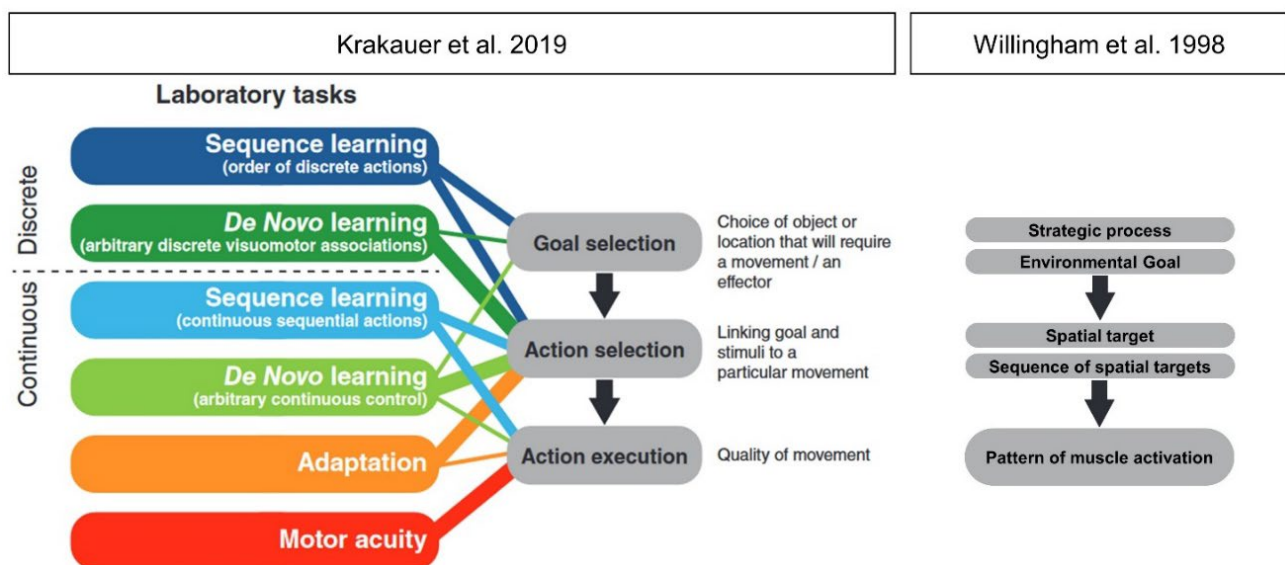 Krakauer et al. 2019
Willingham et al. 1998
Laboratory tasks
Discrete
Continuous
Sequence learning
(order of discrete actions)
De Novo learning
(arbitrary discrete visuomotor associations)
Sequence learning
(continuous sequential actions)
De Novo learning
(arbitrary continuous control)
Adaptation
Motor acuity
Goal selection
Action selection
Action execution
Choice of object or
location that will require
a movement / an
effector
Linking goal and
stimuli to a
particular movement
Quality of movement
Strategic process
Environmental Goal
Spatial target
Sequence of spatial targets
Pattern of muscle activation